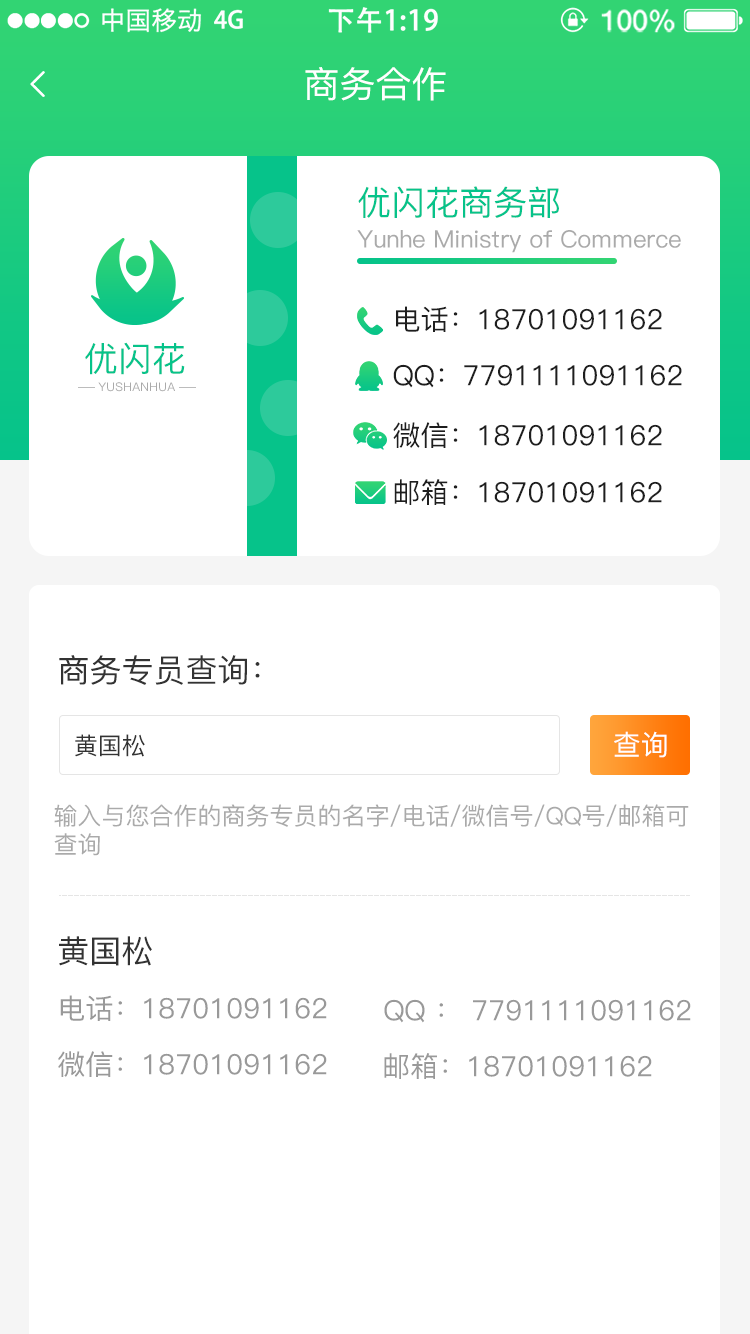 中国移动 4G 下午1:19 100%
商务合作
优闪花
YUSHANHUA
优闪花商务部
Yunhe Ministry of Commerce
电话：18701091162
QQ：7791111091162
微信：18701091162
邮箱：18701091162
商务专员查询：
黄国松 查询
输入与您合作的商务专员的名字/电话/微信号/QQ号/邮箱可
查询
黄国松
电话：18701091162 QQ ： 7791111091162
微信：18701091162 邮箱：18701091162